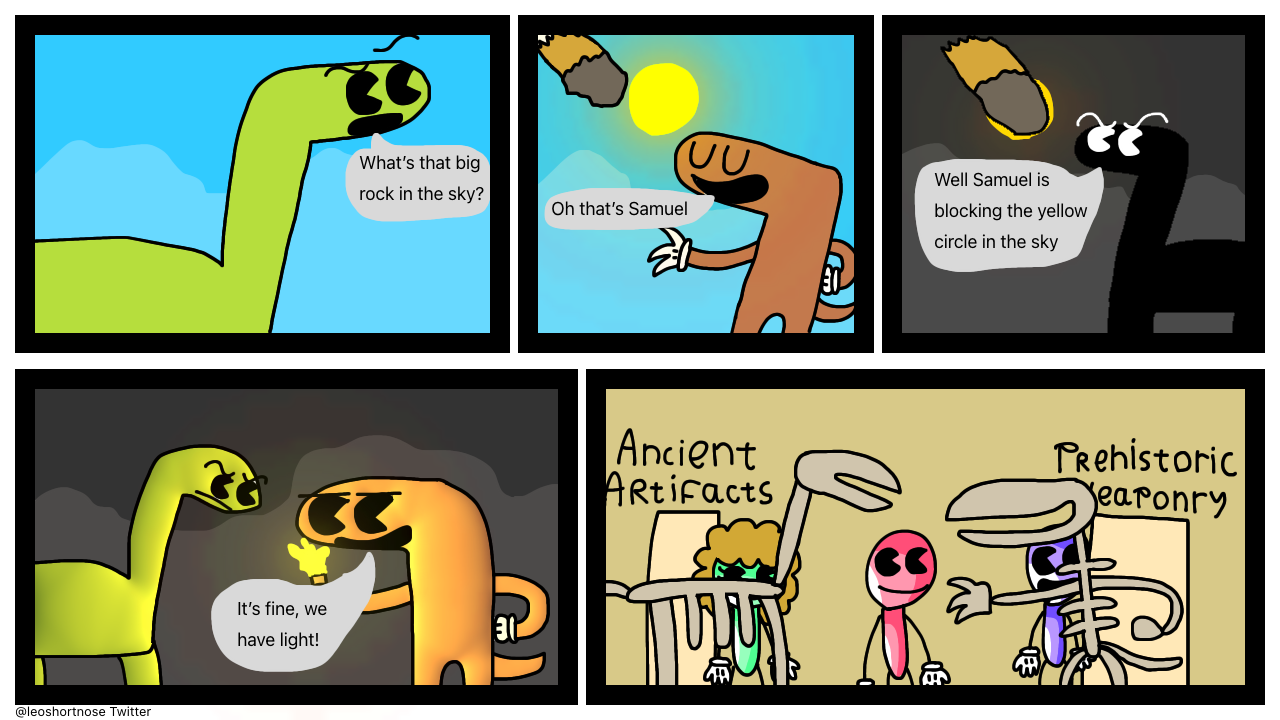 What's that big
rock in the sky?
Oh that's Samuel
Well Samuel is
blocking the yellow
circle in the sky
It's fine, we
have light!
Ancient
ARtiFacts
PRehistoric
eaponry
@leoshortnose Twitter